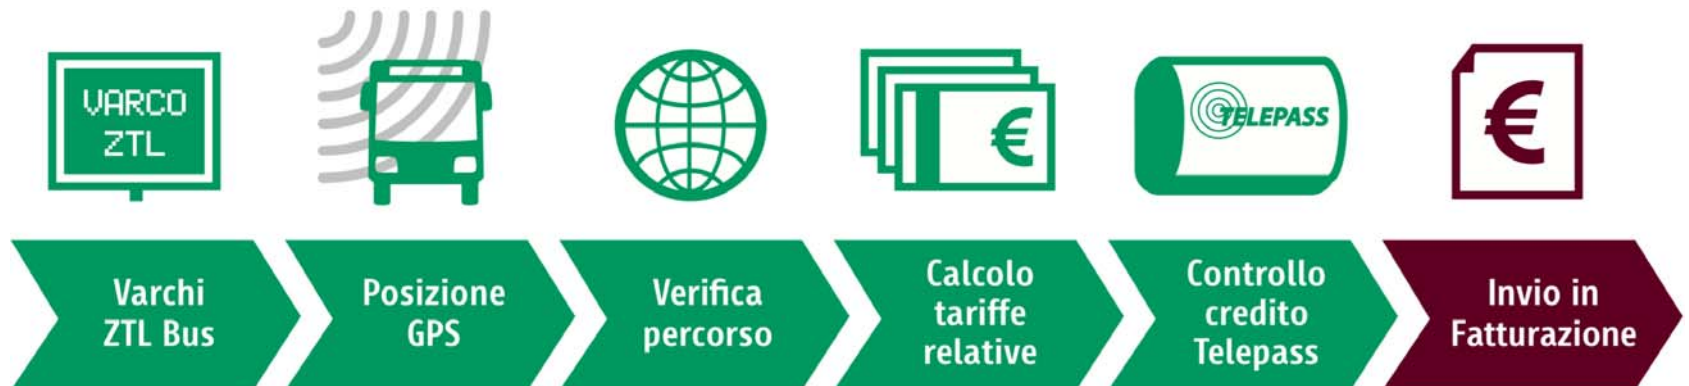 VARCO
ZTL
€
TELEPASS
€
Varchi
ZTL Bus
Posizione
GPS
Verifica
percorso
Calcolo
tariffe
relative
Controllo
credito
Telepass
Invio in
Fatturazione